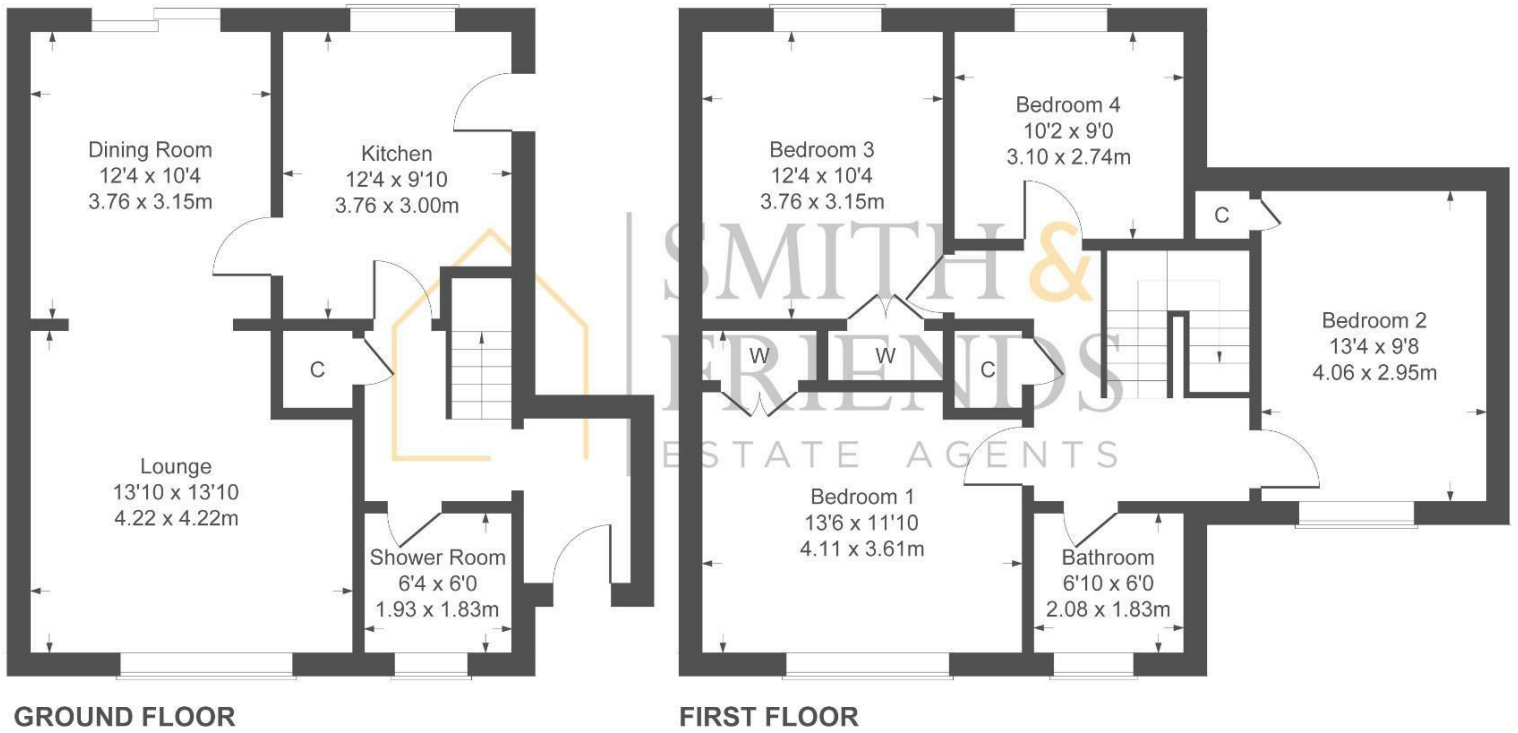 Dining Room
12'4 x 10'4
3.76 x 3.15m
Kitchen
12'4 x 9'10
3.76 x 3.00m
C
Lounge
13'10 x 13'10
4.22 x 4.22m
Shower Room
6'4 x 6'0
1.93 x 1.83m
GROUND FLOOR
Bedroom 3
12'4 x 10'4
3.76 x 3.15m
Bedroom 4
10'2 x 9'0
3.10 x 2.74m
C
Bedroom 2
13'4 x 9'8
4.06 x 2.95m
W
W
C
Bedroom 1
13'6 x 11'10
4.11 x 3.61m
Bathroom
6'10 x 6'0
2.08 x 1.83m
FIRST FLOOR
SMITH &
FRIENDS
ESTATE AGENTS